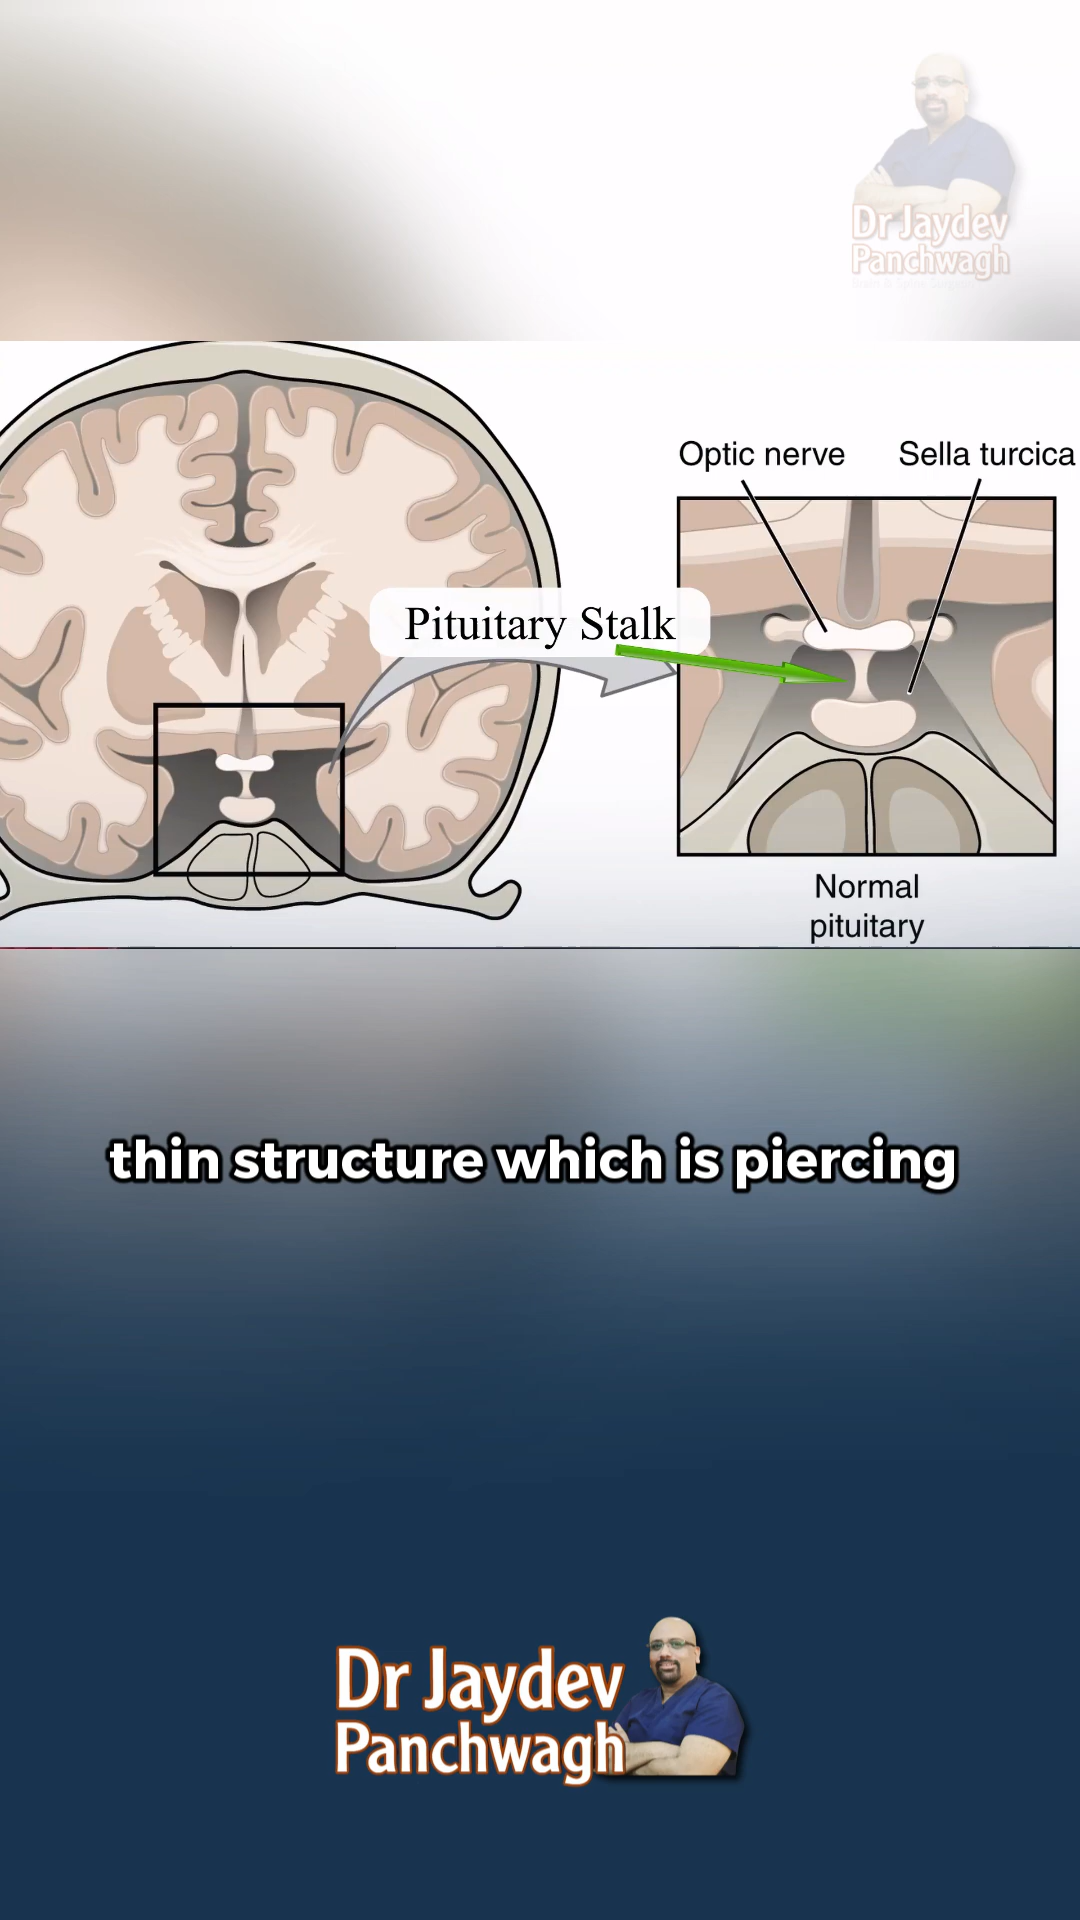 Dr Jaydev
Panchwagh
Optic nerve Sella turcica
Pituitary Stalk
Normal
pituitary
thin structure which is piercing
Dr Jaydev
Panchwagh